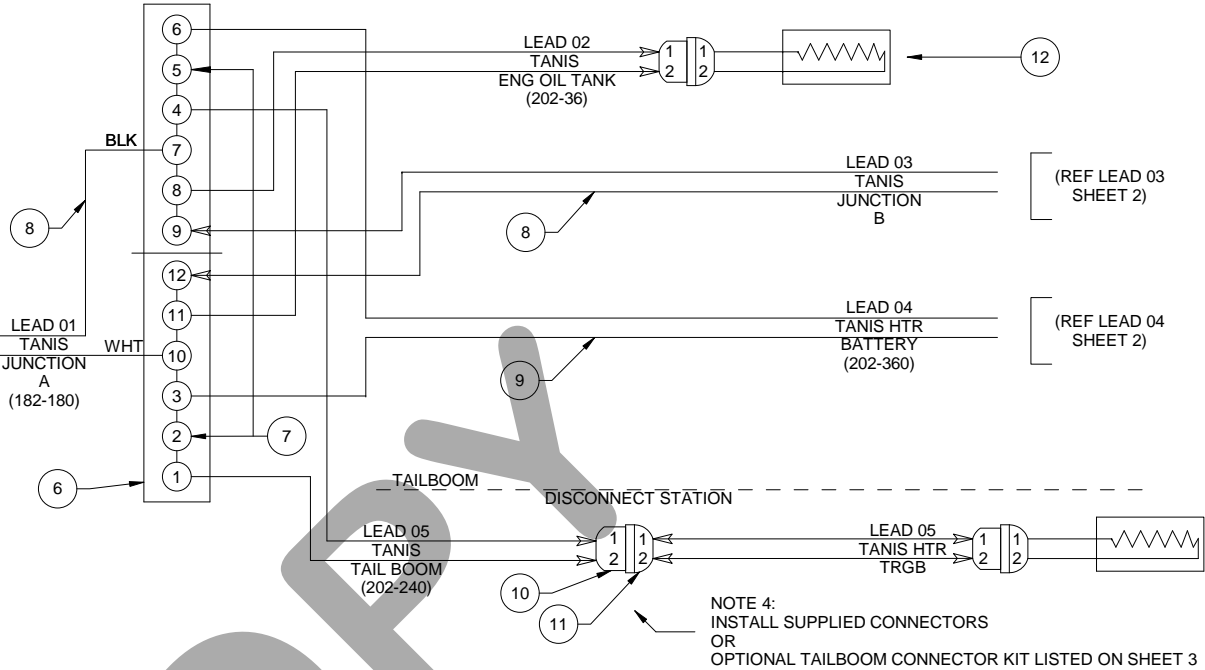 6
5
4
BLK
7
8
8
9
12
11
LEAD 01
TANIS
JUNCTION
A
(182-180)
WHT
10
3
2
7
6
1
LEAD 02
TANIS
ENG OIL TANK
(202-36)
1 1
2 2
12
LEAD 03
TANIS
JUNCTION
B
8
(REF LEAD 03
SHEET 2)
LEAD 04
TANIS HTR
BATTERY
(202-360)
9
(REF LEAD 04
SHEET 2)
TAILBOOM
DISCONNECT STATION
LEAD 05
TANIS
TAIL BOOM
(202-240)
1 1
2 2
10
11
LEAD 05
TANIS HTR
TRGB
1 1
2 2
NOTE 4:
INSTALL SUPPLIED CONNECTORS
OR
OPTIONAL TAILBOOM CONNECTOR KIT LISTED ON SHEET 3
PY